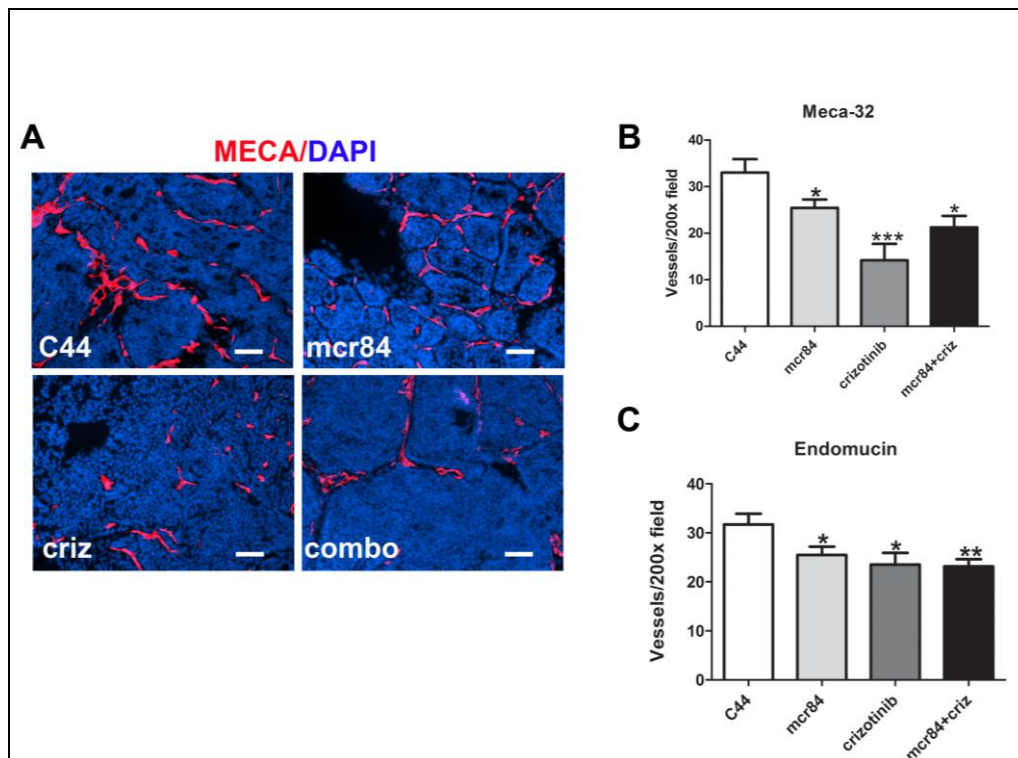 A
MECA/DAPI
C44
mcr84
criz
combo
B
Meca-32
Vessels/200x field
40
30
20
10
0
*
***
*
C44
mcr84
crizotinib
mcr84+criz
C
Endomucin
Vessels/200x field
40
30
20
10
0
*
*
**
C44
mcr84
crizotinib
mcr84+criz